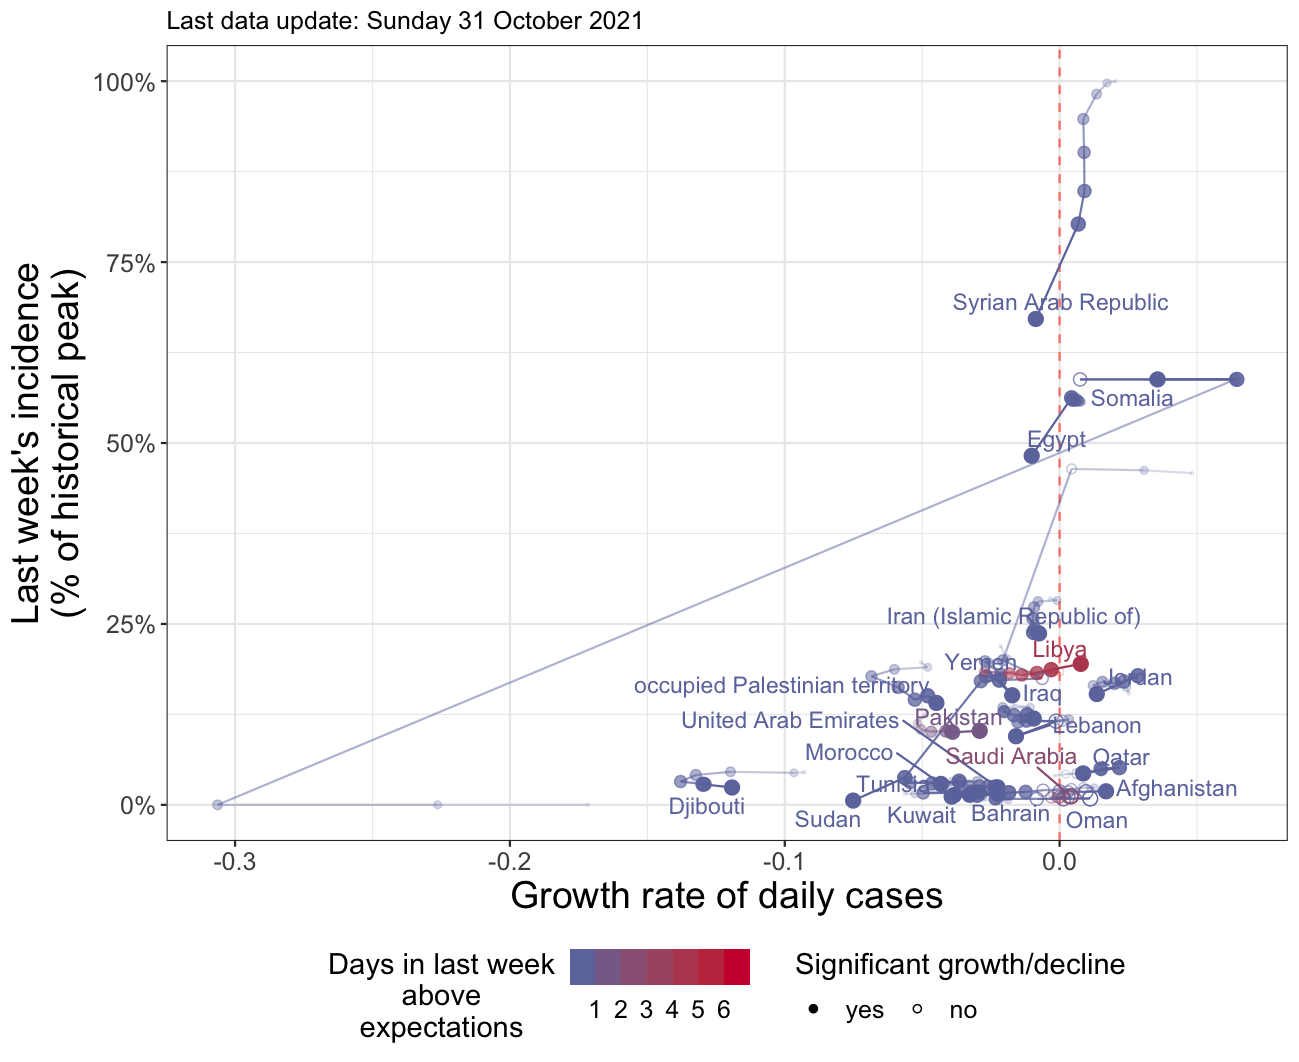 Last data update: Sunday 31 October 2021
Last week's incidence
(% of historical peak)
100%
75%
50%
25%
0%
Syrian Arab Republic
Somalia
Egypt
Iran (Islamic Republic of)
Libya
Yemen
Jordan
occupied Palestinian territory
Iraq
United Arab Emirates
Pakistan
Lebanon
Morocco
Saudi Arabia
Qatar
Tunisia
Afghanistan
Djibouti
Sudan
Kuwait
Bahrain
Oman
-0.3
-0.2
-0.1
0.0
Growth rate of daily cases
Days in last week
above
expectations
1 2 3 4 5 6
Significant growth/decline
yes
no